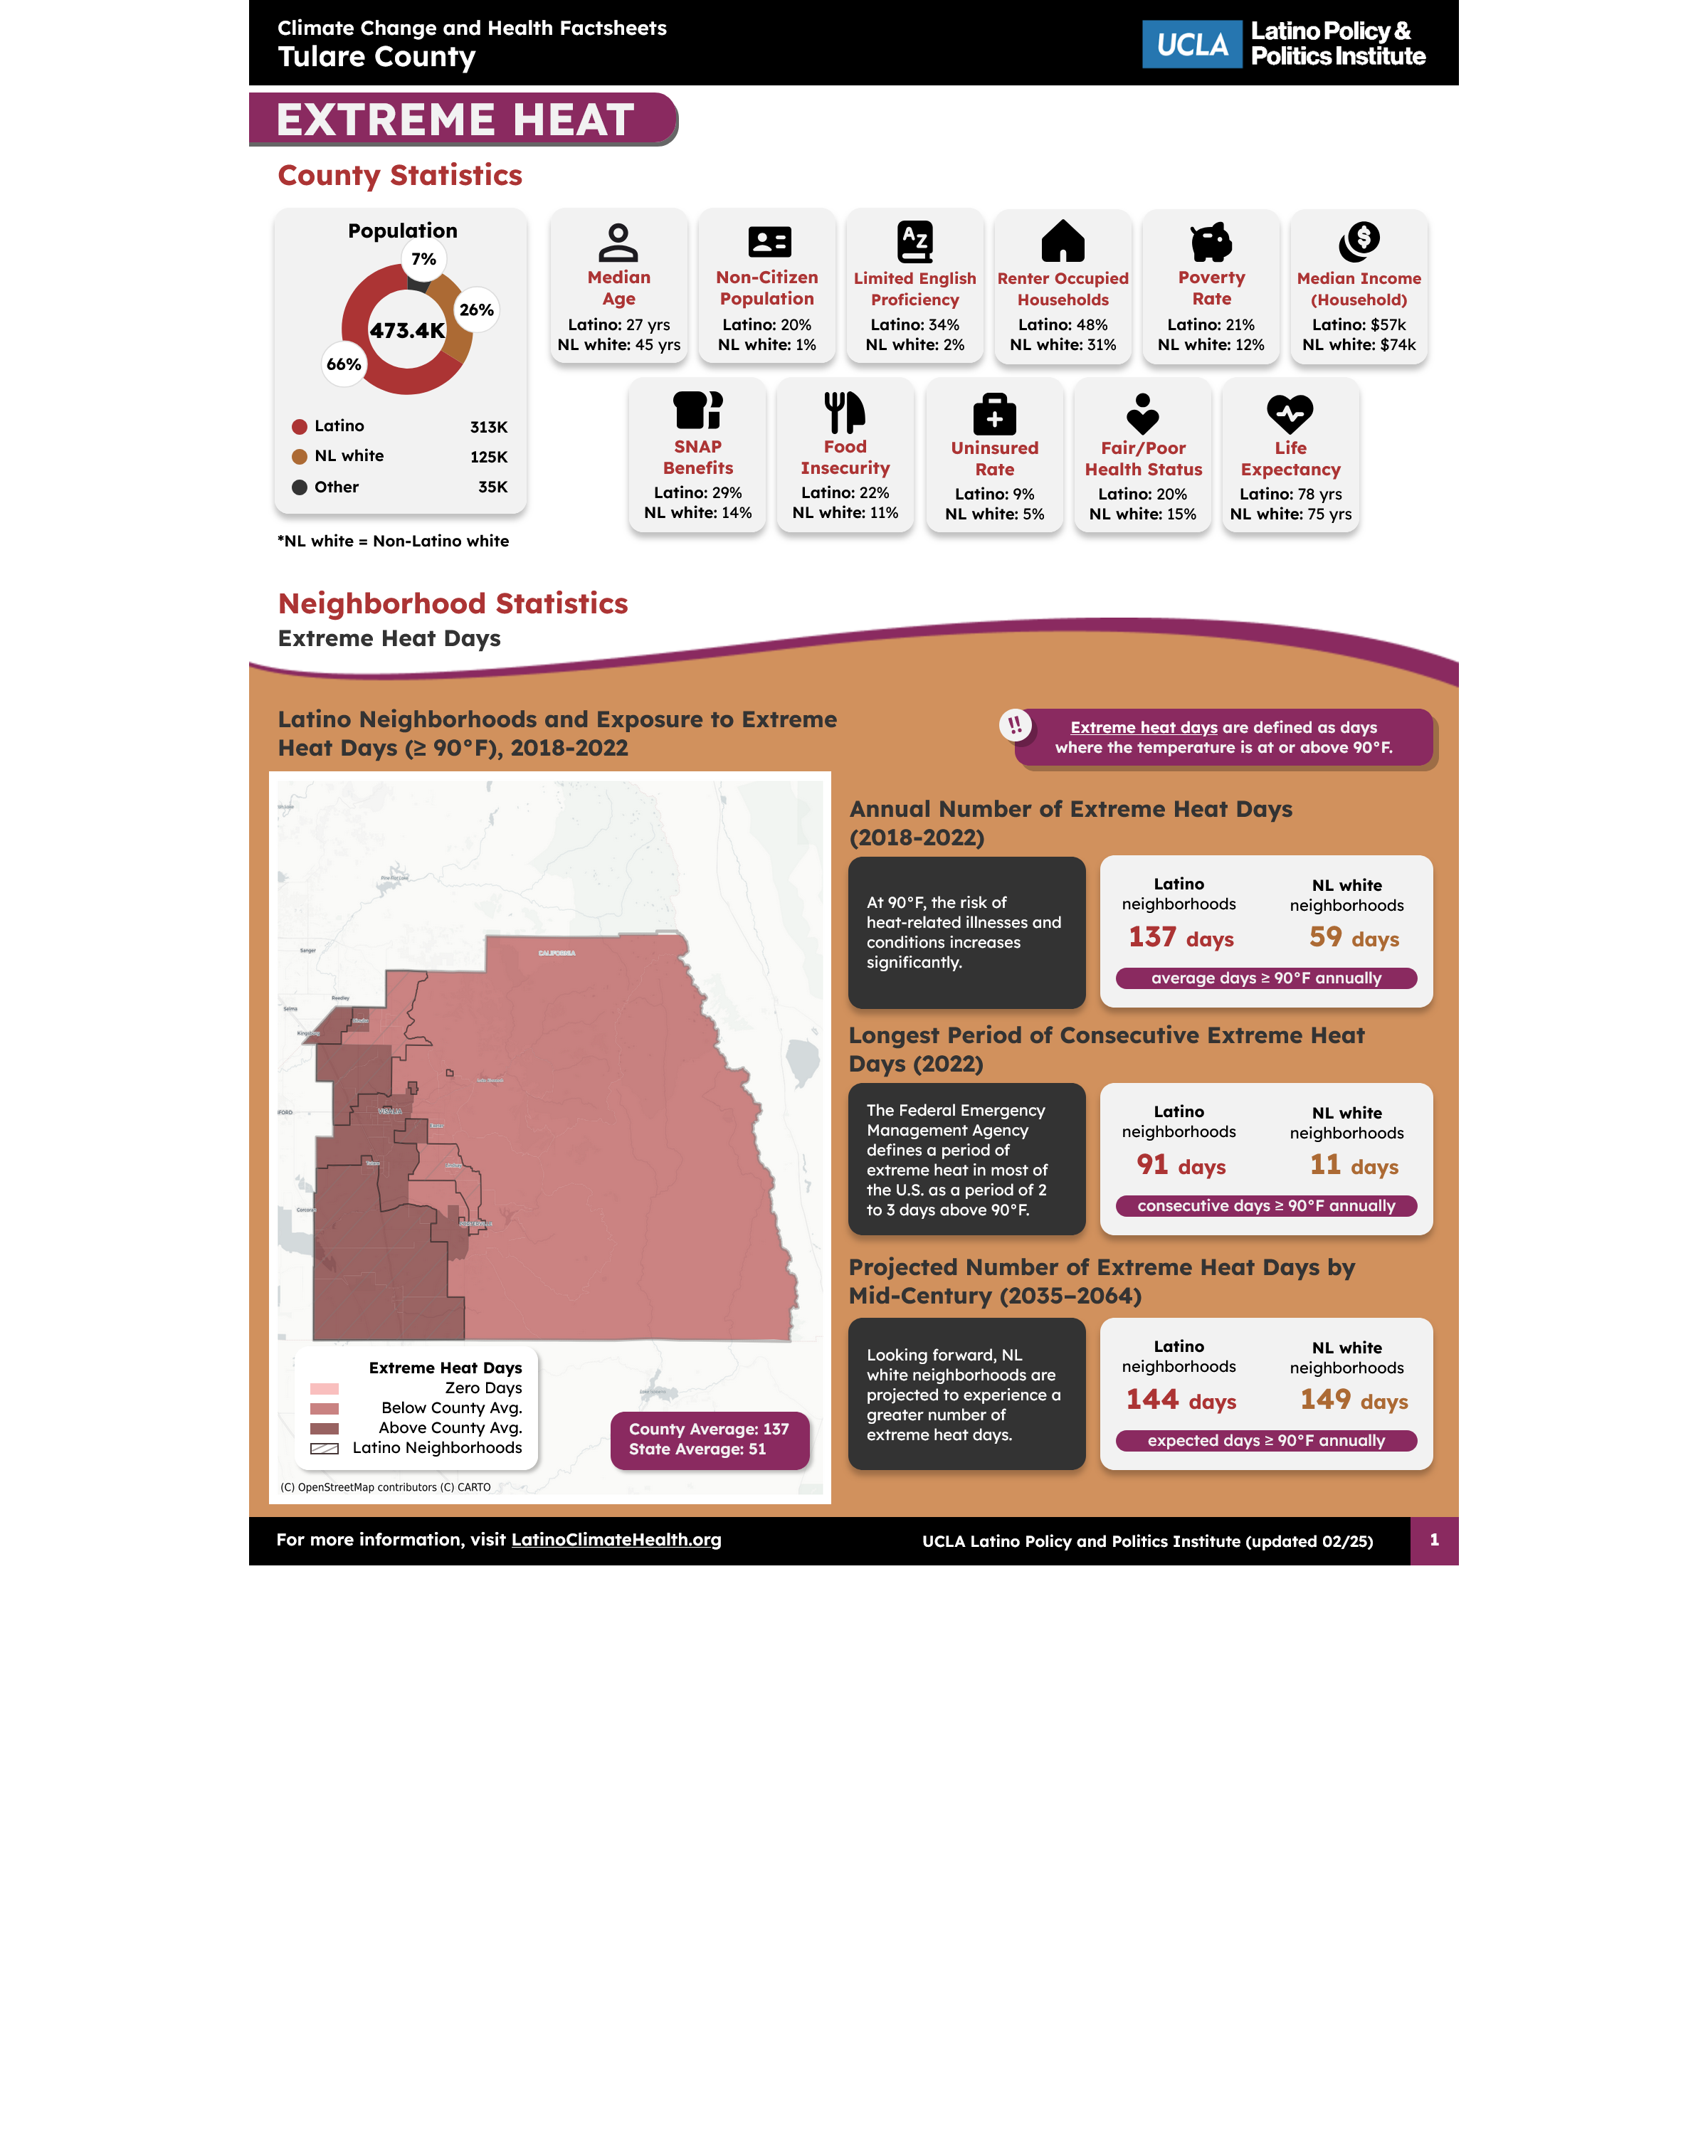 Climate Change and Health Factsheets
Tulare County
UCLA
Latino Policy &
Politics Institute
EXTREME HEAT
County Statistics
Population
7%
26%
473.4K
66%
Latino 313K
NL white 125K
Other 35K
*NL white = Non-Latino white
Median
Age
Latino: 27 yrs
NL white: 45 yrs
Non-Citizen
Population
Latino: 20%
NL white: 1%
Limited English
Proficiency
Latino: 34%
NL white: 2%
Renter Occupied
Households
Latino: 48%
NL white: 31%
Poverty
Rate
Latino: 21%
NL white: 12%
Median Income
(Household)
Latino: $57k
NL white: $74k
SNAP
Benefits
Latino: 29%
NL white: 14%
Food
Insecurity
Latino: 22%
NL white: 11%
Uninsured
Rate
Latino: 9%
NL white: 5%
Fair/Poor
Health Status
Latino: 20%
NL white: 15%
Life
Expectancy
Latino: 78 yrs
NL white: 75 yrs
Neighborhood Statistics
Extreme Heat Days
Latino Neighborhoods and Exposure to Extreme
Heat Days (≥ 90°F), 2018-2022
CALIFORNIA
Sanger
Reedley
Selma
Kingsburg
VISALIA
Tulare
Lindsay
Corcoran
Extreme Heat Days
Zero Days
Below County Avg.
Above County Avg.
Latino Neighborhoods
County Average: 137
State Average: 51
(C) OpenStreetMap contributors (C) CARTO
!!
Extreme heat days are defined as days
where the temperature is at or above 90°F.
Annual Number of Extreme Heat Days
(2018-2022)
At 90°F, the risk of
heat-related illnesses and
conditions increases
significantly.
Latino
neighborhoods
137 days
NL white
neighborhoods
59 days
average days ≥ 90°F annually
Longest Period of Consecutive Extreme Heat
Days (2022)
The Federal Emergency
Management Agency
defines a period of
extreme heat in most of
the U.S. as a period of 2
to 3 days above 90°F.
Latino
neighborhoods
91 days
NL white
neighborhoods
11 days
consecutive days ≥ 90°F annually
Projected Number of Extreme Heat Days by
Mid-Century (2035–2064)
Looking forward, NL
white neighborhoods are
projected to experience a
greater number of
extreme heat days.
Latino
neighborhoods
144 days
NL white
neighborhoods
149 days
expected days ≥ 90°F annually
For more information, visit LatinoClimateHealth.org
UCLA Latino Policy and Politics Institute (updated 02/25)
1